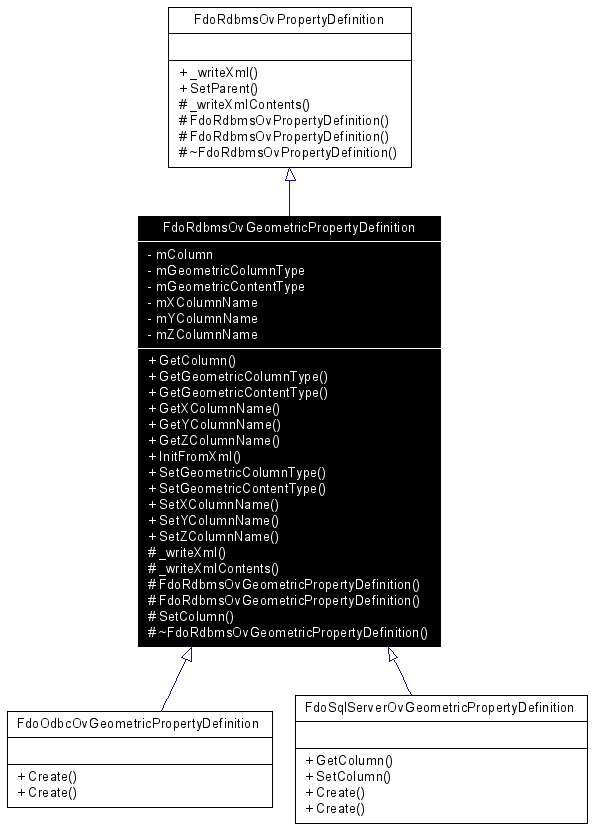 FdoRdbmsOvPropertyDefinition
+ _writeXml()
+ SetParent()
# _writeXmlContents()
# FdoRdbmsOvPropertyDefinition()
# FdoRdbmsOvPropertyDefinition()
# ~FdoRdbmsOvPropertyDefinition()
FdoRdbmsOvGeometricPropertyDefinition
- mColumn
- mGeometricColumnType
- mGeometricContentType
- mXColumnName
- mYColumnName
- mZColumnName
+ GetColumn()
+ GetGeometricColumnType()
+ GetGeometricContentType()
+ GetXColumnName()
+ GetYColumnName()
+ GetZColumnName()
+ InitFromXml()
+ SetGeometricColumnType()
+ SetGeometricContentType()
+ SetXColumnName()
+ SetYColumnName()
+ SetZColumnName()
# _writeXml()
# _writeXmlContents()
# FdoRdbmsOvGeometricPropertyDefinition()
# FdoRdbmsOvGeometricPropertyDefinition()
# SetColumn()
# ~FdoRdbmsOvGeometricPropertyDefinition()
FdoOdbcOvGeometricPropertyDefinition
+ Create()
+ Create()
FdoSqlServerOvGeometricPropertyDefinition
+ GetColumn()
+ SetColumn()
+ Create()
+ Create()